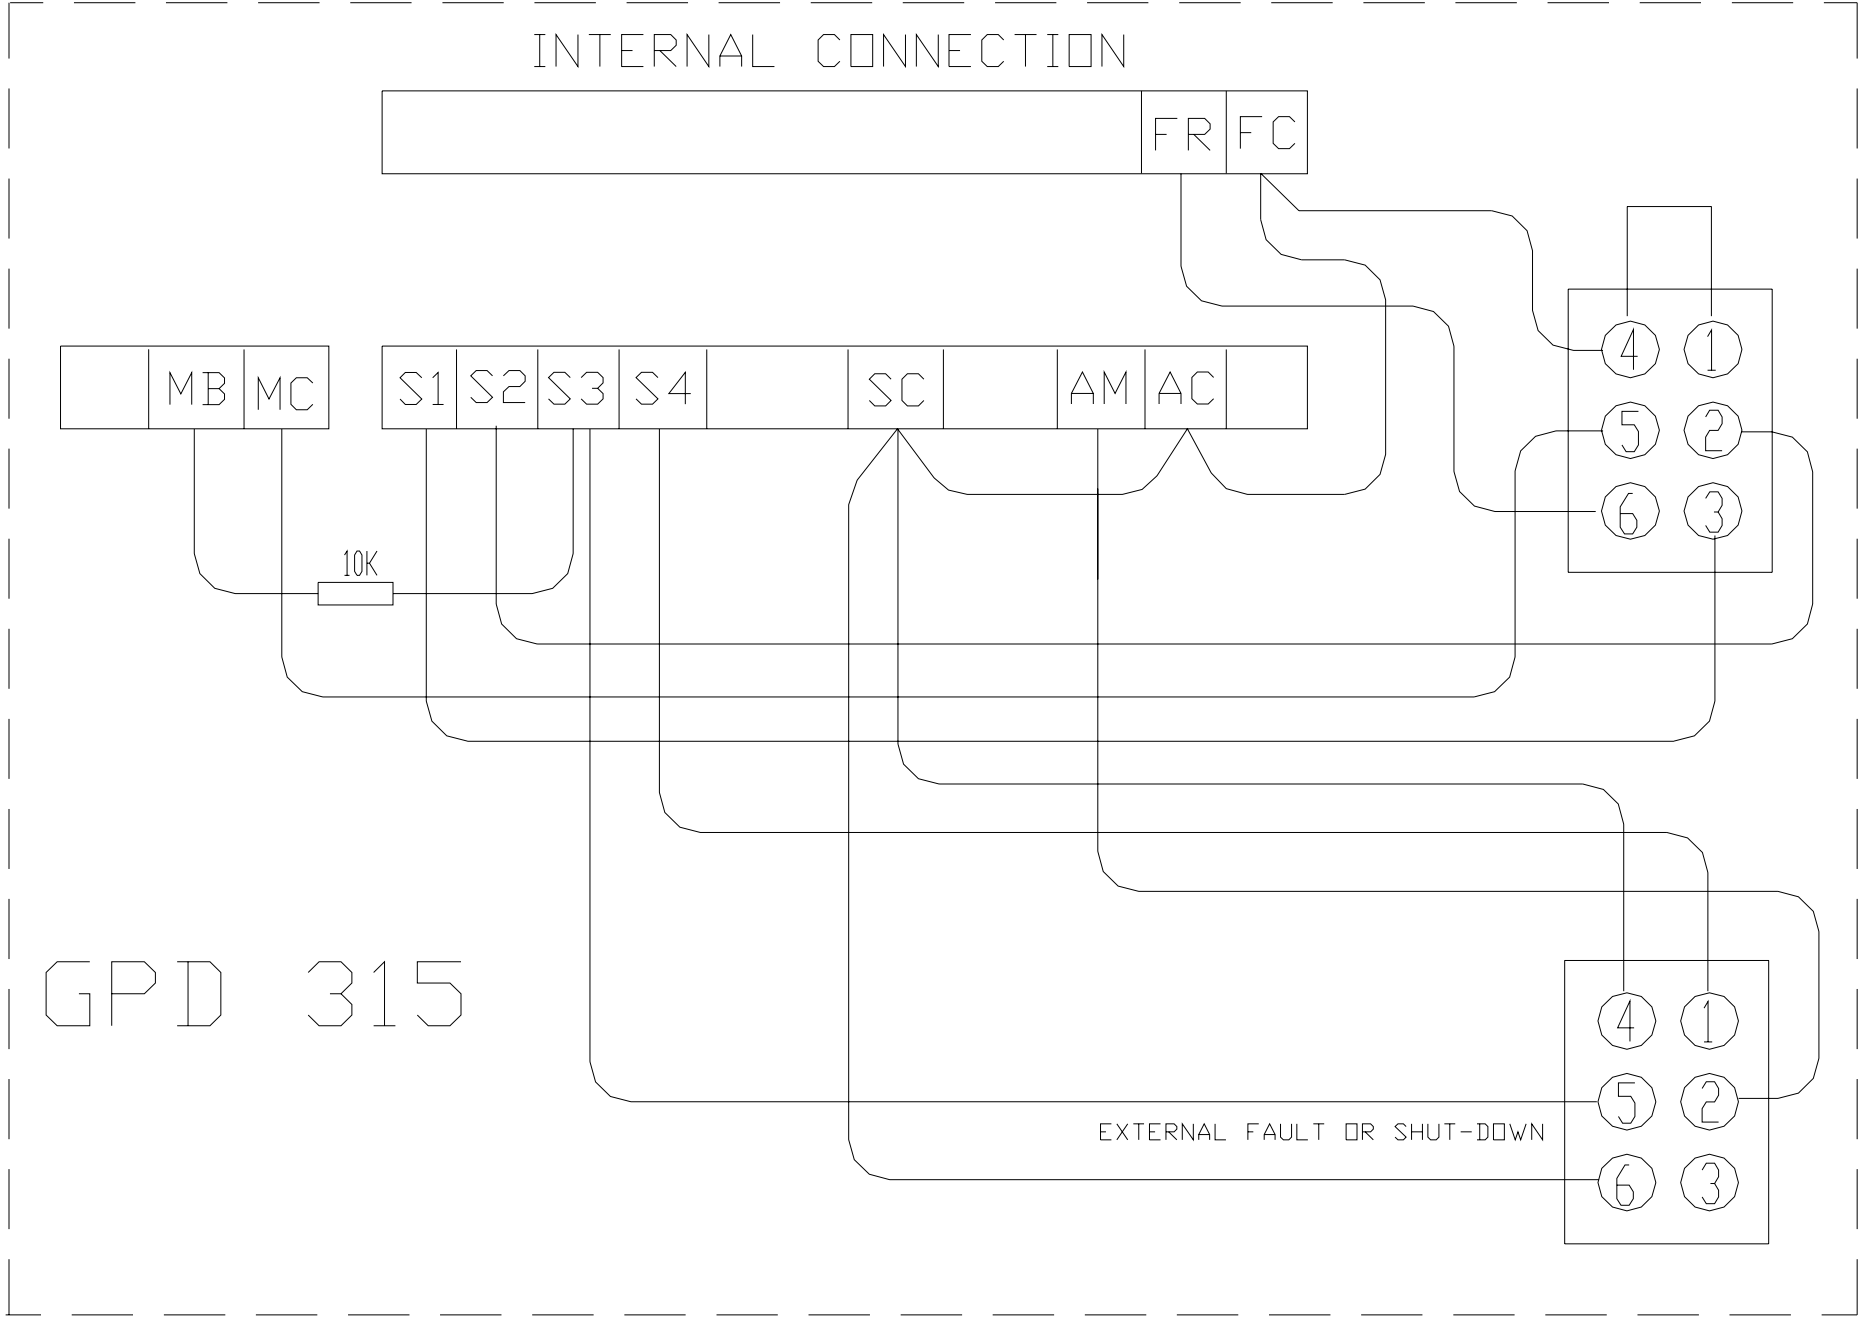 INTERNAL CONNECTION
FR FC
MB MC S1 S2 S3 S4 SC AM AC
4 1
5 2
6 3
10K
GPD 315
4 1
5 2
EXTERNAL FAULT OR SHUT-DOWN
6 3